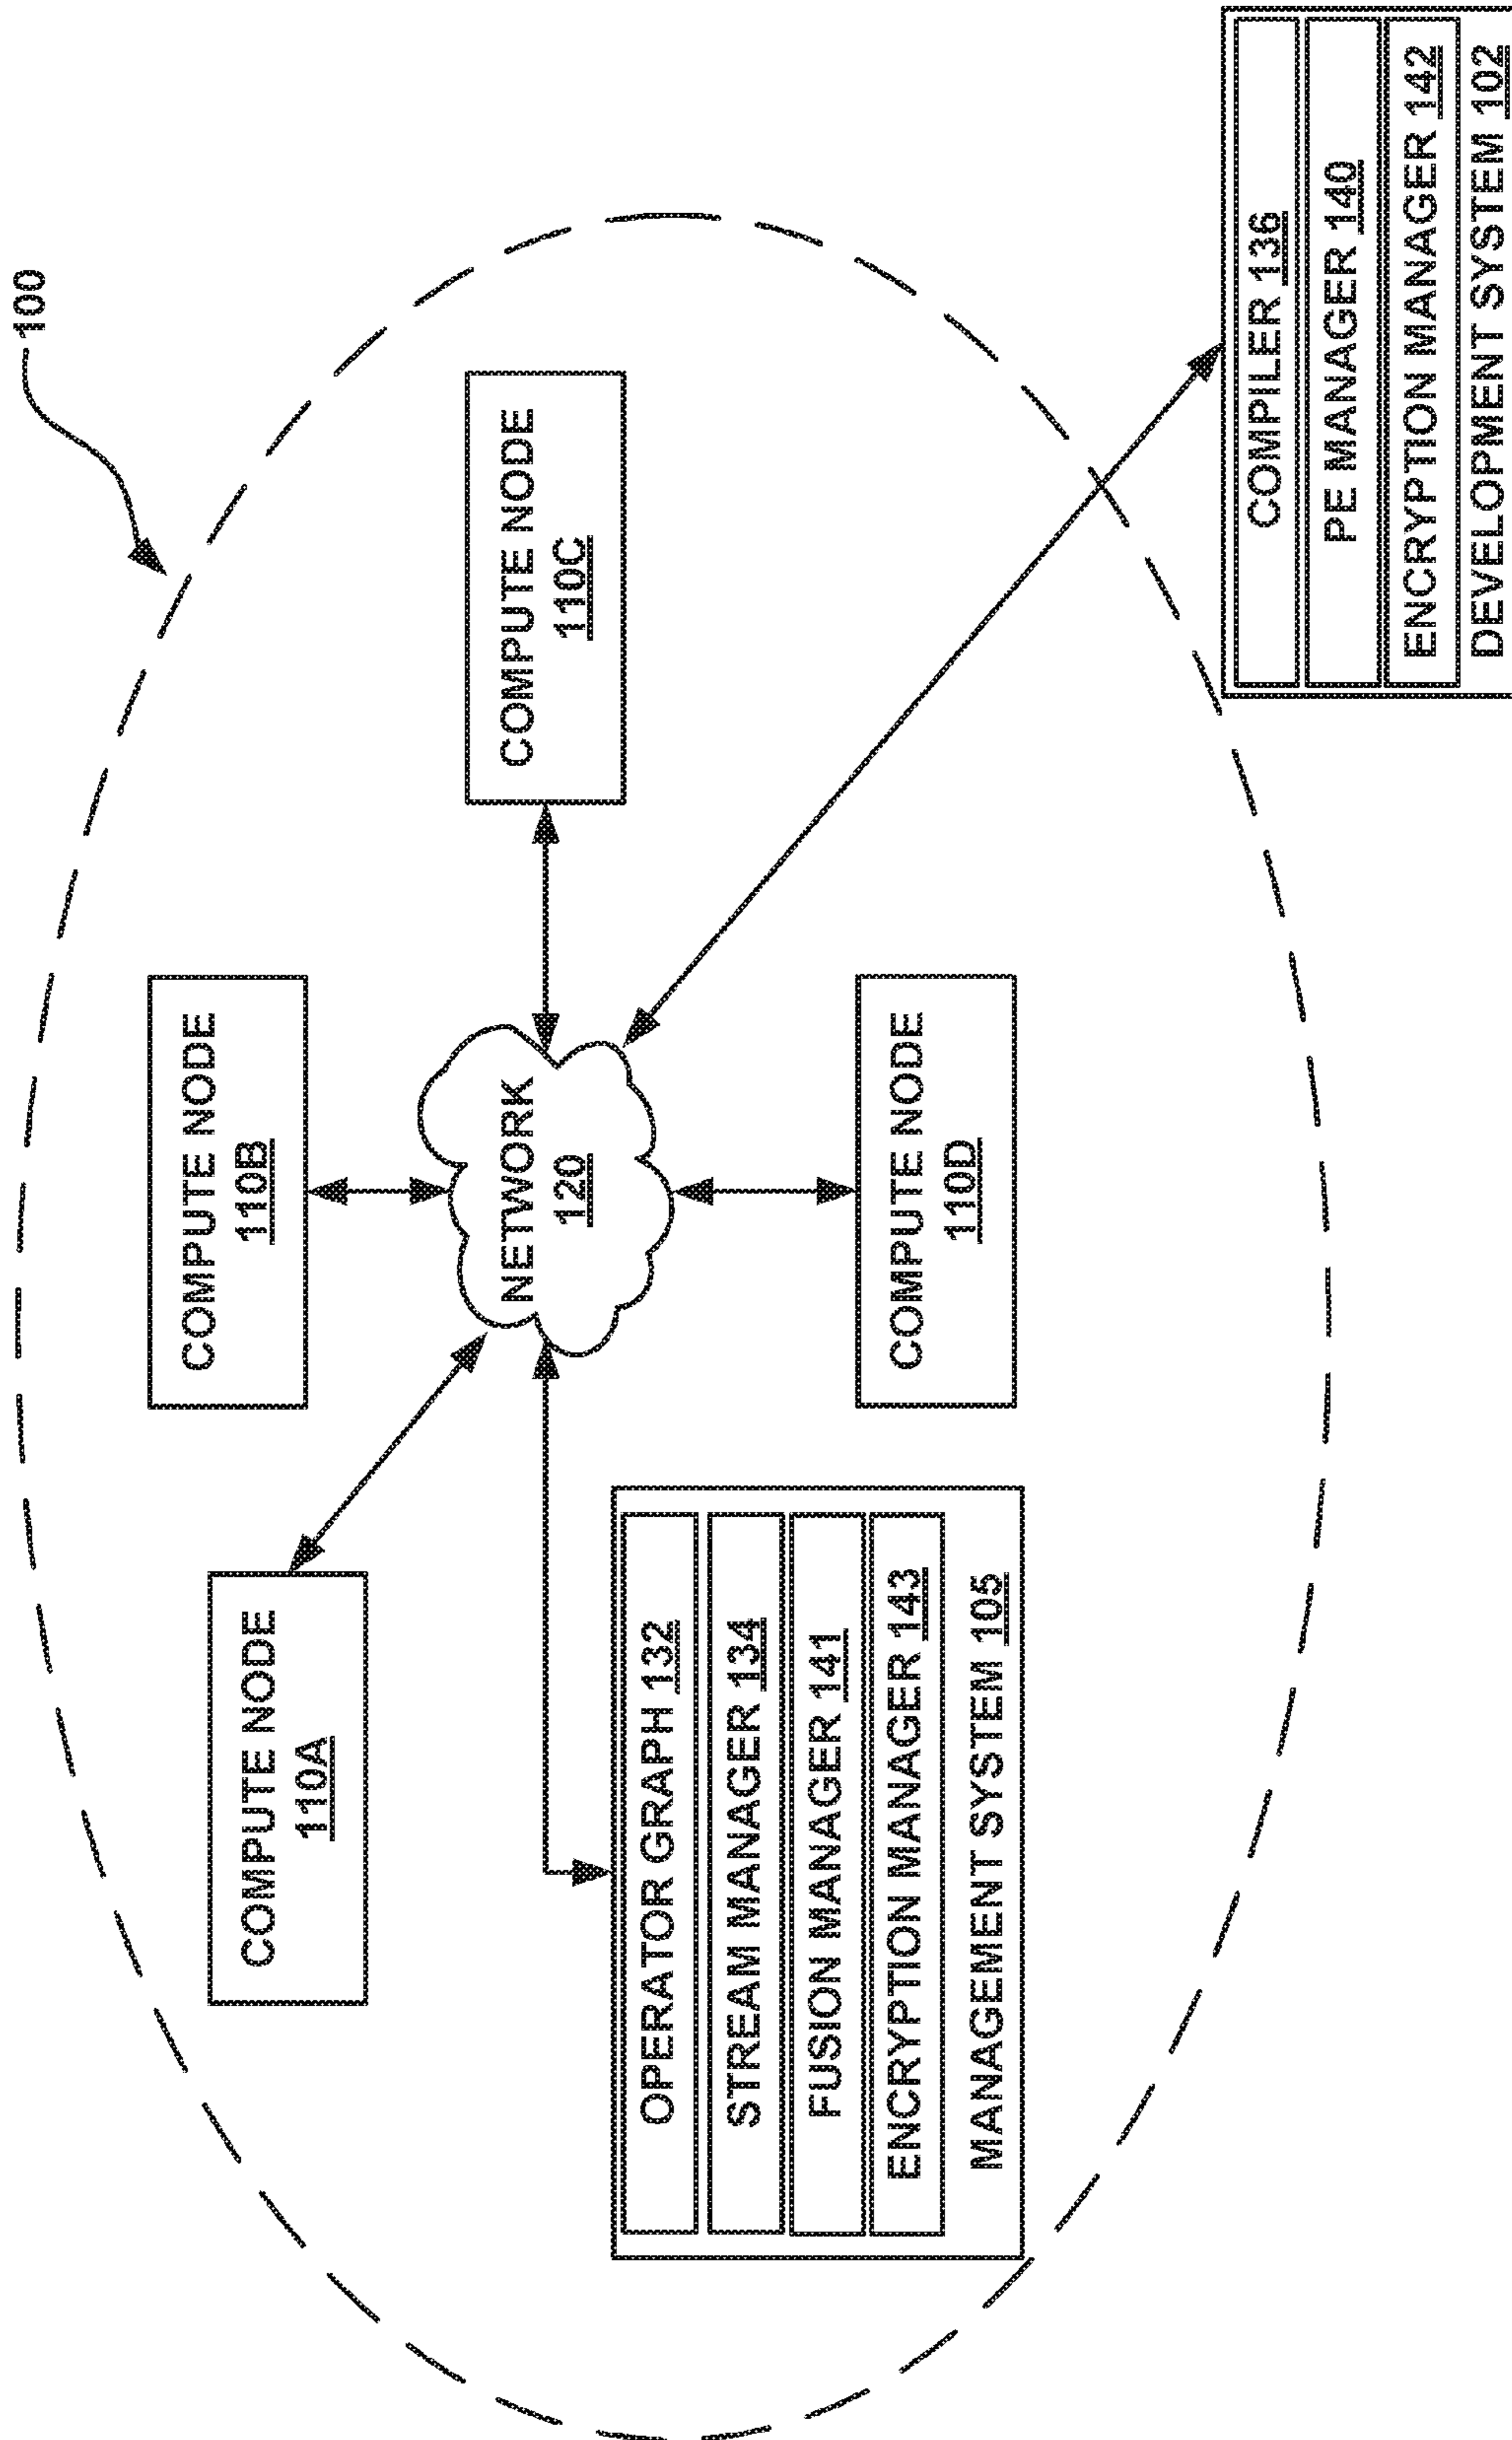 100
COMPUTE NODE
110A
COMPUTE NODE
110B
COMPUTE NODE
110C
NETWORK
120
COMPUTE NODE
110D
OPERATOR GRAPH 132
STREAM MANAGER 134
FUSION MANAGER 141
ENCRYPTION MANAGER 143
MANAGEMENT SYSTEM 105
COMPILER 136
PE MANAGER 140
ENCRYPTION MANAGER 142
DEVELOPMENT SYSTEM 102